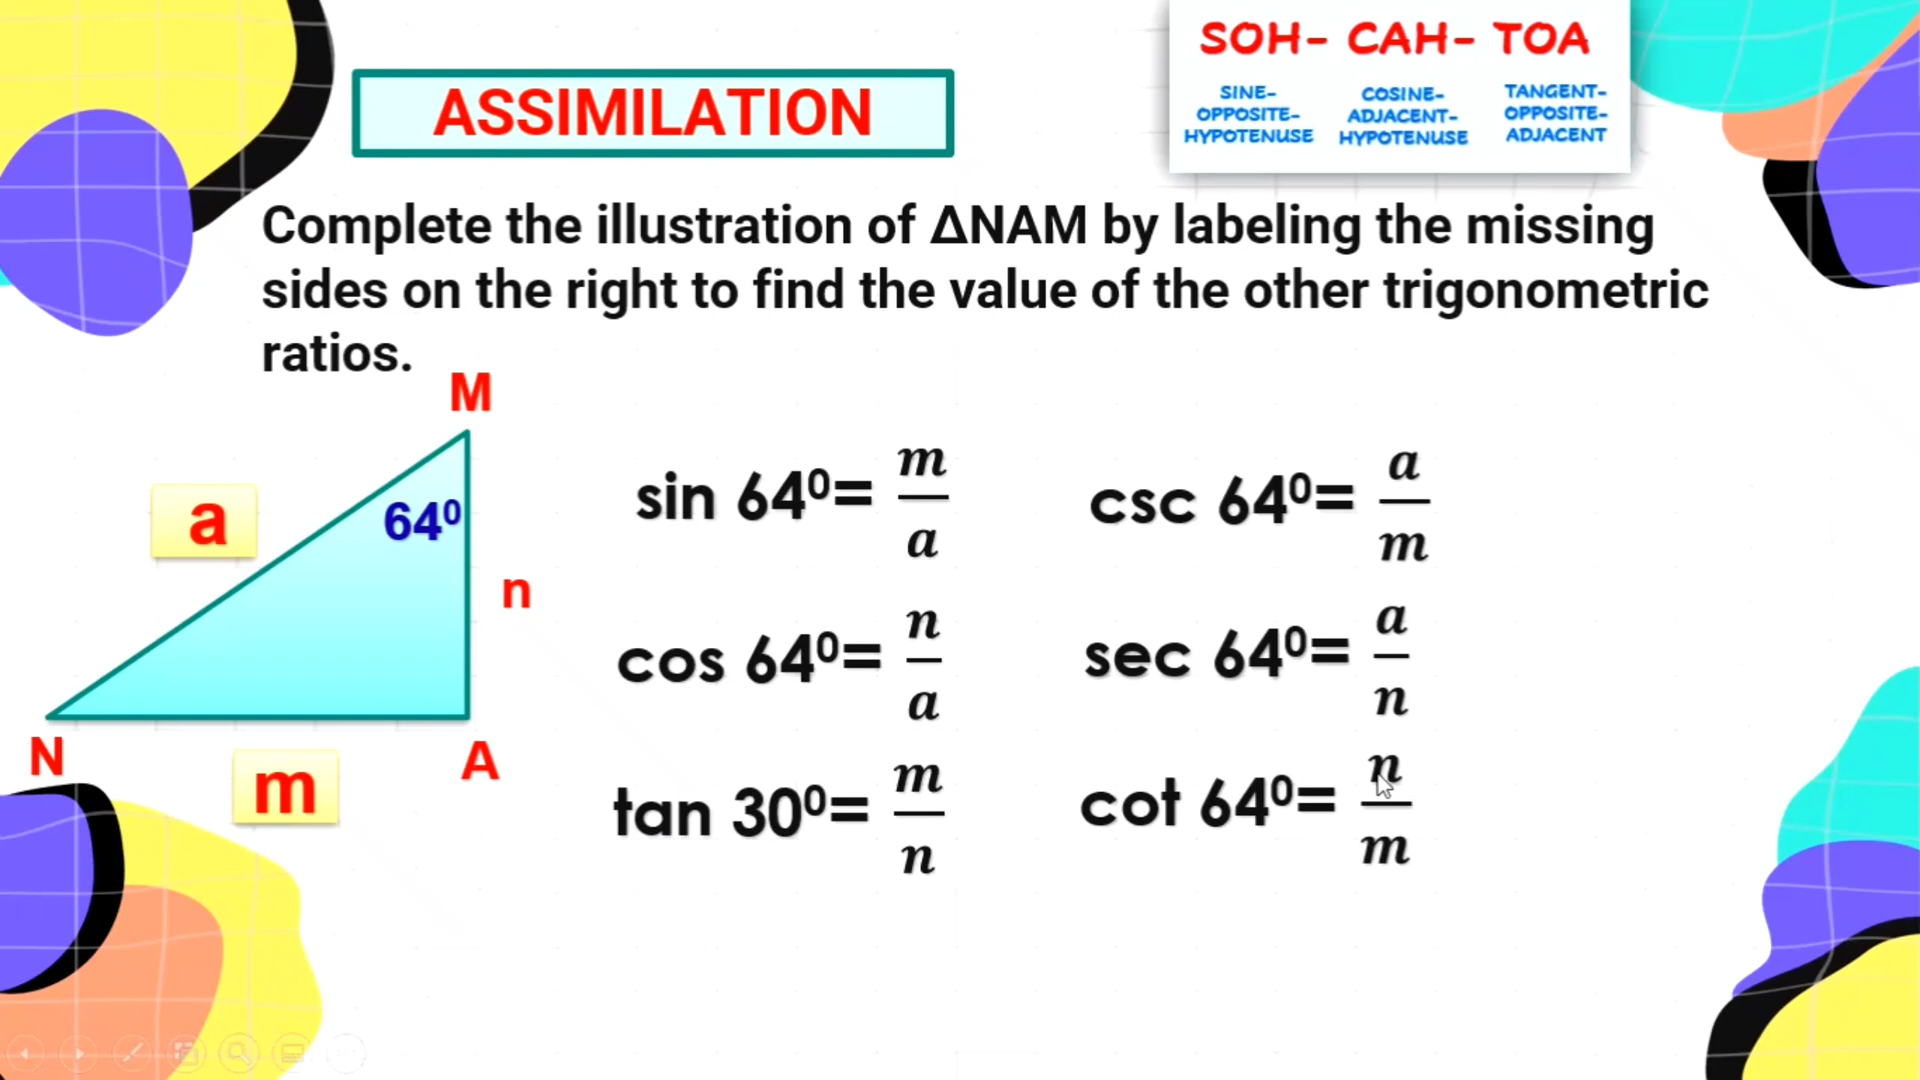 SOH- CAH- TOA
SINE-
OPPOSITE-
HYPOTENUSE
COSINE-
ADJACENT-
HYPOTENUSE
TANGENT-
OPPOSITE-
ADJACENT
ASSIMILATION
Complete the illustration of ΔNAM by labeling the missing
sides on the right to find the value of the other trigonometric
ratios.
M
a
64⁰
n
N
m
A
sin 64⁰= m/a
csc 64⁰= a/m
cos 64⁰= n/a
sec 64⁰= a/n
tan 30⁰= m/n
cot 64⁰= n/m